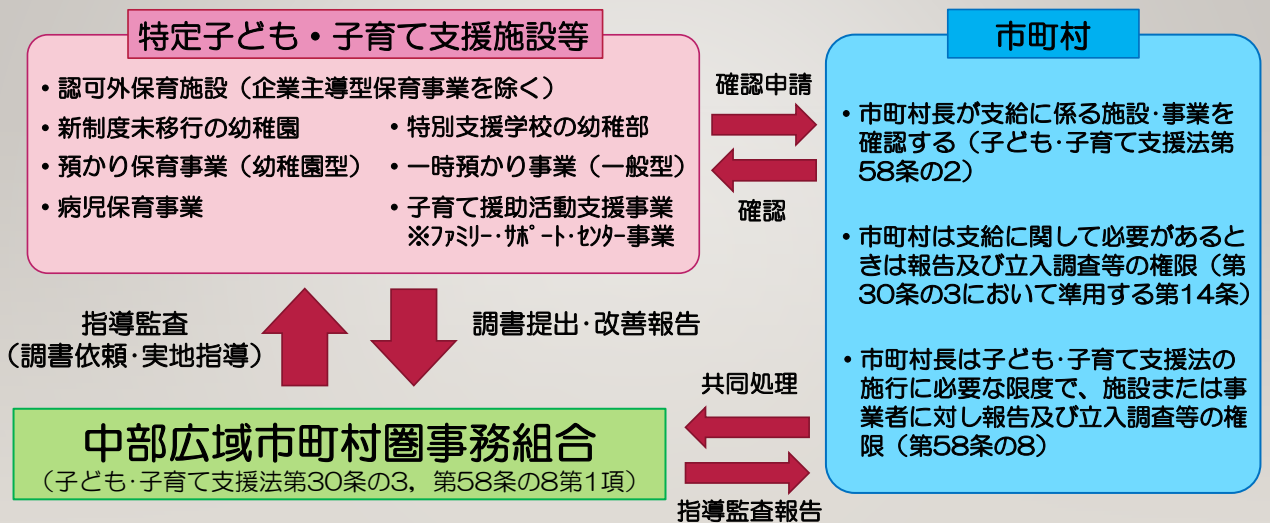 特定子ども・子育て支援施設等
・認可外保育施設（企業主導型保育事業を除く）
・新制度未移行の幼稚園
・特別支援学校の幼稚部
・預かり保育事業（幼稚園型）
・一時預かり事業（一般型）
・病児保育事業
・子育て援助活動支援事業
※ﾌｧﾐﾘｰ･ｻﾎﾟｰﾄ･ｾﾝﾀｰ事業
確認申請
確認
市町村
・市町村長が支給に係る施設･事業を
確認する（子ども･子育て支援法第
58条の2）
・市町村は支給に関して必要があると
きは報告及び立入調査等の権限（第
30条の3において準用する第14条）
・市町村長は子ども･子育て支援法の
施行に必要な限度で、施設または事
業者に対し報告及び立入調査等の権
限（第58条の8）
指導監査
（調書依頼･実地指導）
調書提出･改善報告
共同処理
指導監査報告
中部広域市町村圏事務組合
（子ども･子育て支援法第30条の3，第58条の8第1項）